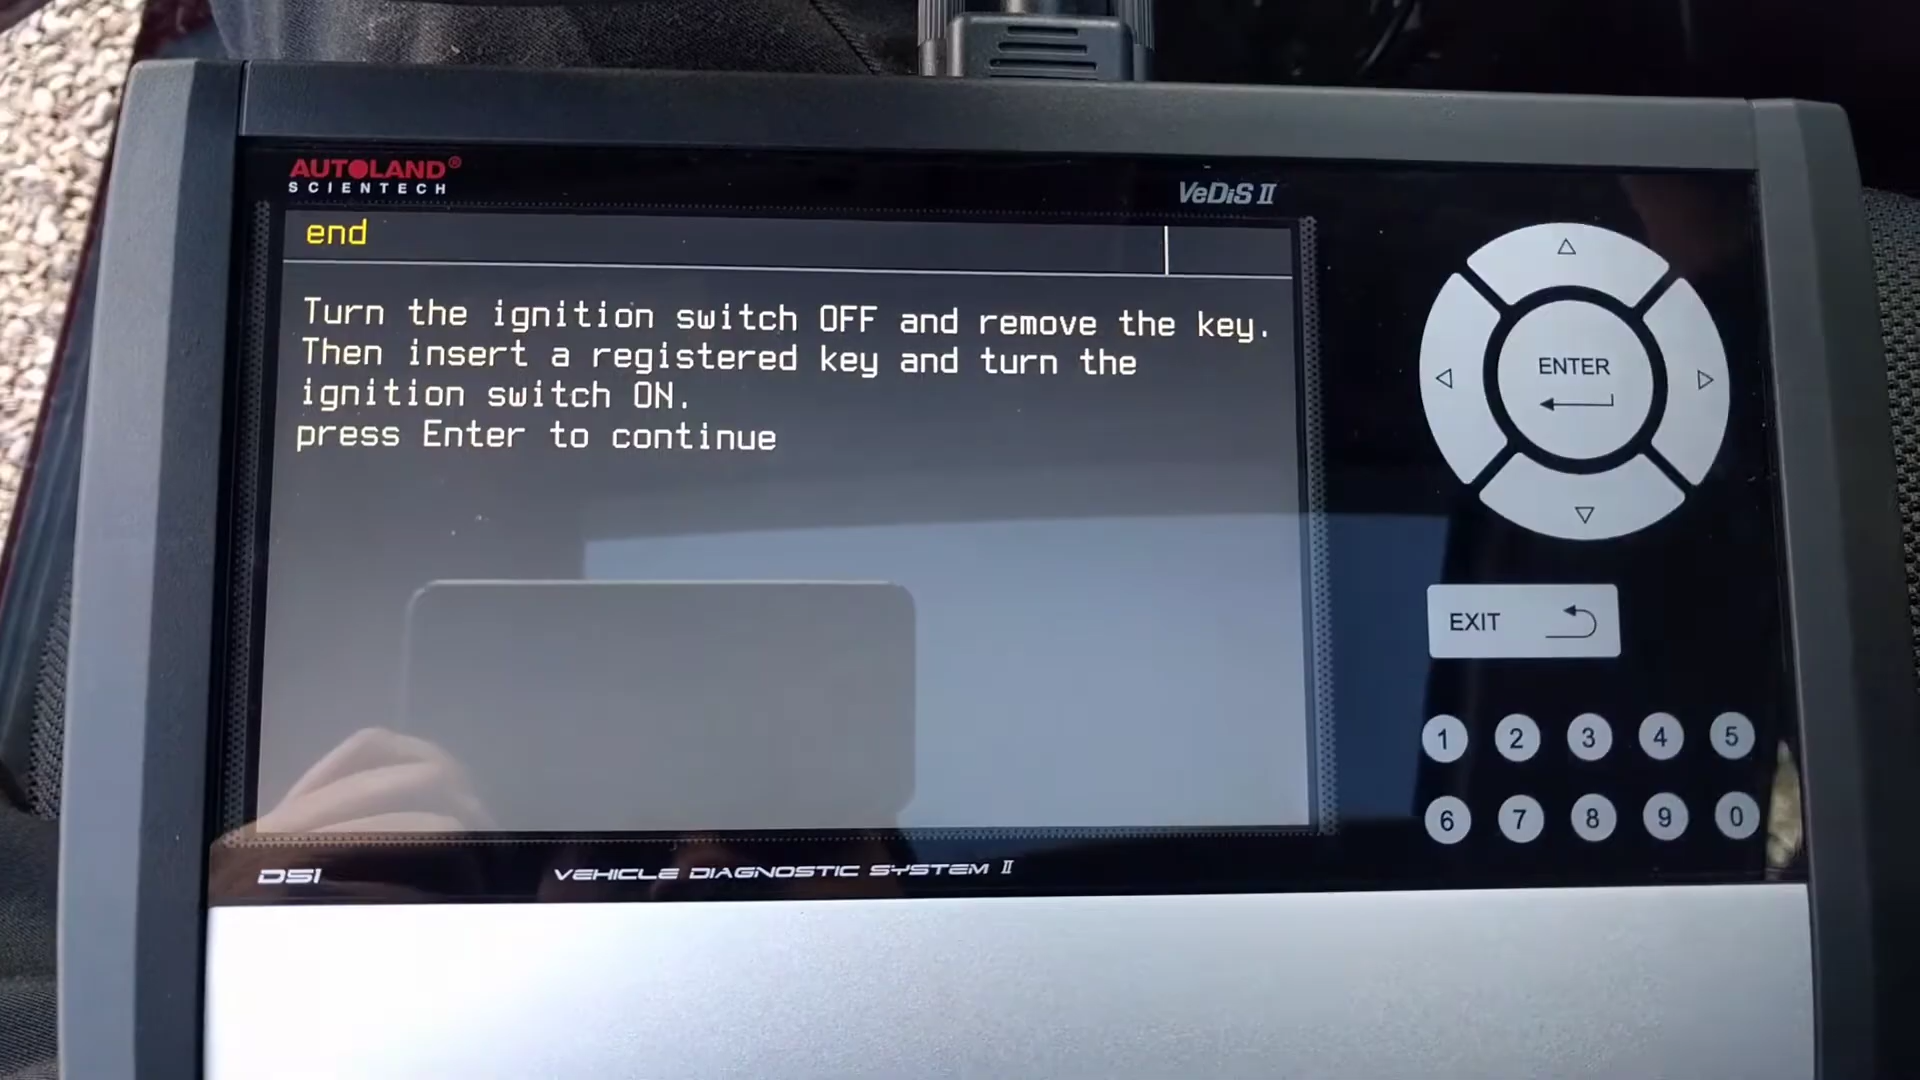 AUTOLAND®
SCIENTECH
VeDiS II
end
Turn the ignition switch OFF and remove the key.
Then insert a registered key and turn the
ignition switch ON.
press Enter to continue
ENTER
EXIT
1 2 3 4 5
6 7 8 9 0
DS1
VEHICLE DIAGNOSTIC SYSTEM II